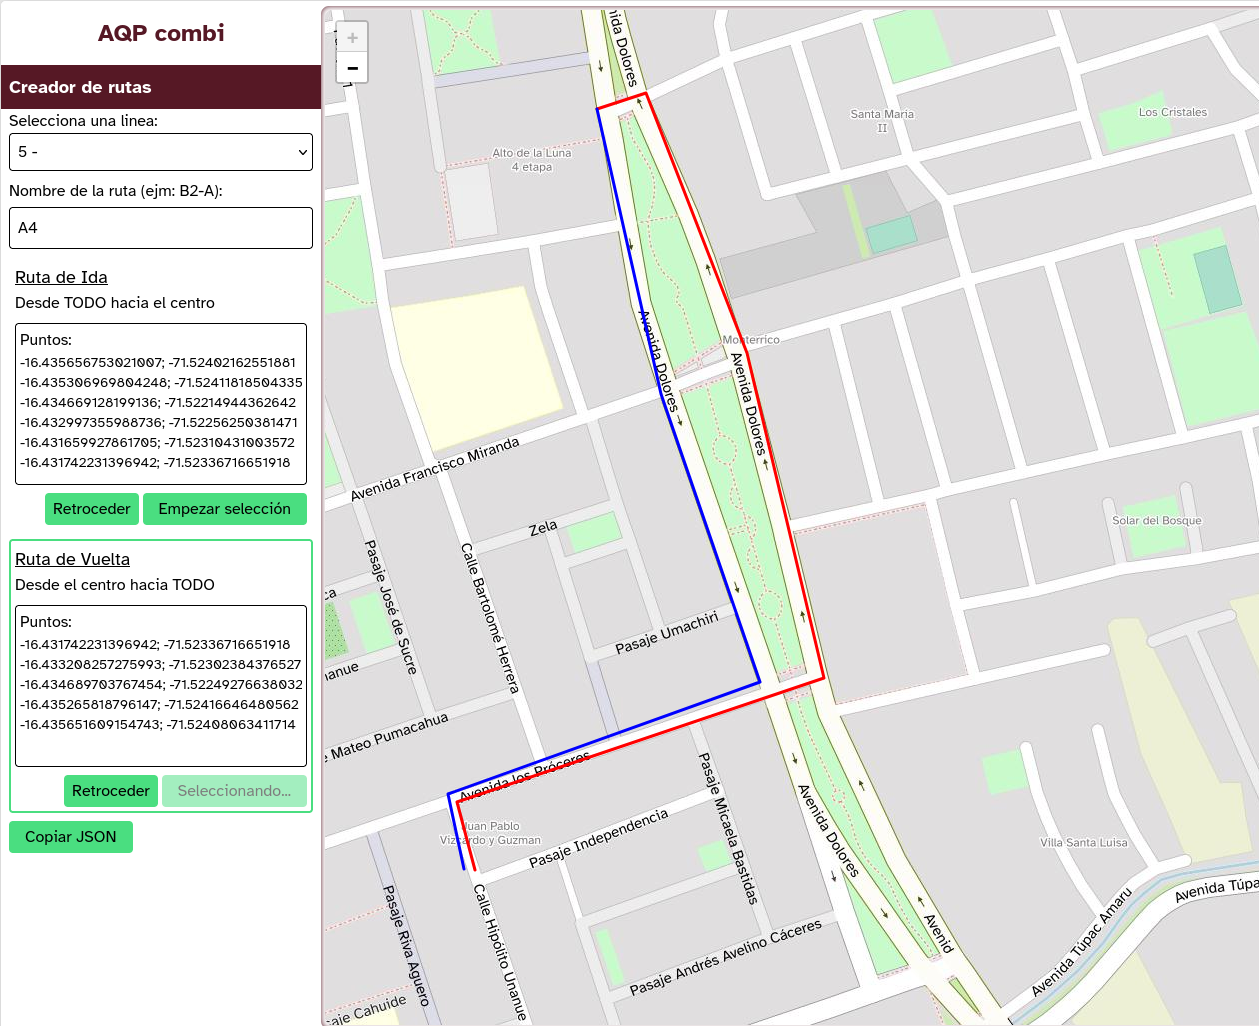 AQP combi
Creador de rutas
Selecciona una linea:
5 -
Nombre de la ruta (ejm: B2-A):
A4
Ruta de Ida
Desde TODO hacia el centro
Puntos:
-16.435656753021007; -71.52402162551881
-16.435306969804248; -71.52411818504335
-16.434669128199136; -71.52214944362642
-16.432997355988736; -71.52256250381471
-16.431659927861705; -71.52310431003572
-16.431742231396942; -71.52336716651918
Retroceder
Empezar selección
Ruta de Vuelta
Desde el centro hacia TODO
Puntos:
-16.431742231396942; -71.52336716651918
-16.433208257275993; -71.52302384376527
-16.434689703767454; -71.52249276638032
-16.435265818796147; -71.52416646480562
-16.435651609154743; -71.52408063411714
Retroceder
Seleccionando...
Copiar JSON
+
−
nida Dolores
Santa Maria
II
Los Cristales
Alto de la Luna
4 etapa
Avenida Dolores
Monterrico
Avenida Dolores
Avenida Francisco Miranda
Zela
Solar del Bosque
Pasaje José de Sucre
Calle Bartolomé Herrera
ca
Pasaje Umachiri
nanue
e Mateo Pumacahua
Avenida los Próceres
Pasaje Micaela Bastidas
Juan Pablo
Vizcardo y Guzman
Pasaje Independencia
Avenida Dolores
Villa Santa Luisa
Pasaje Riva Aguero
Calle Hipólito Unanue
Avenida Túpac Amaru
Avenida Túpa
Avenid
Pasaje Andrés Avelino Cáceres
saje Cahuide